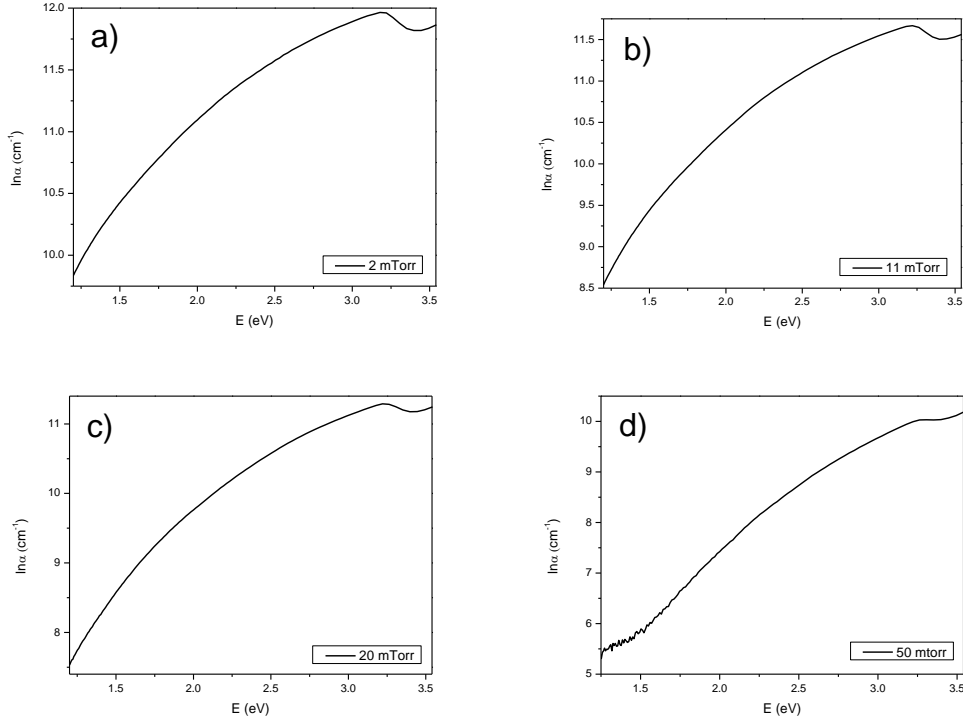 a)
12.0
11.5
11.0
10.5
10.0
lnα (cm-1)
1.5 2.0 2.5 3.0 3.5
E (eV)
2 mTorr
b)
11.5
11.0
10.5
10.0
9.5
9.0
8.5
lnα (cm-1)
1.5 2.0 2.5 3.0 3.5
E (eV)
11 mTorr
c)
11
10
9
8
lnα (cm-1)
1.5 2.0 2.5 3.0 3.5
E (eV)
20 mTorr
d)
10
9
8
7
6
5
lnα (cm-1)
1.5 2.0 2.5 3.0 3.5
E (eV)
50 mtorr